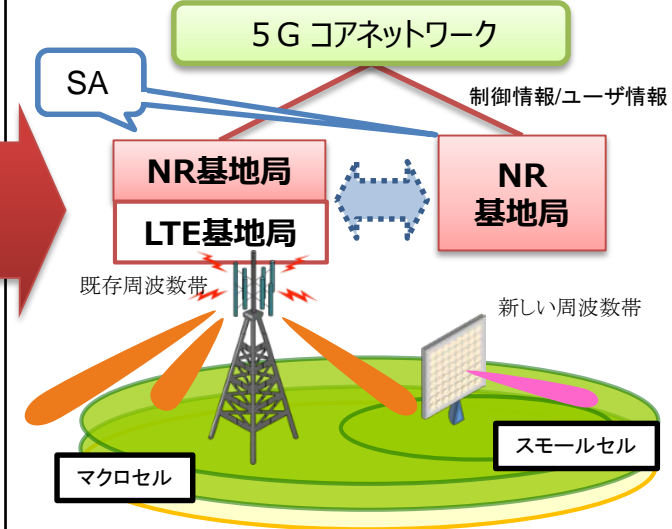 5G コアネットワーク
SA
制御情報/ユーザ情報
NR基地局
NR
基地局
LTE基地局
既存周波数帯
新しい周波数帯
スモールセル
マクロセル